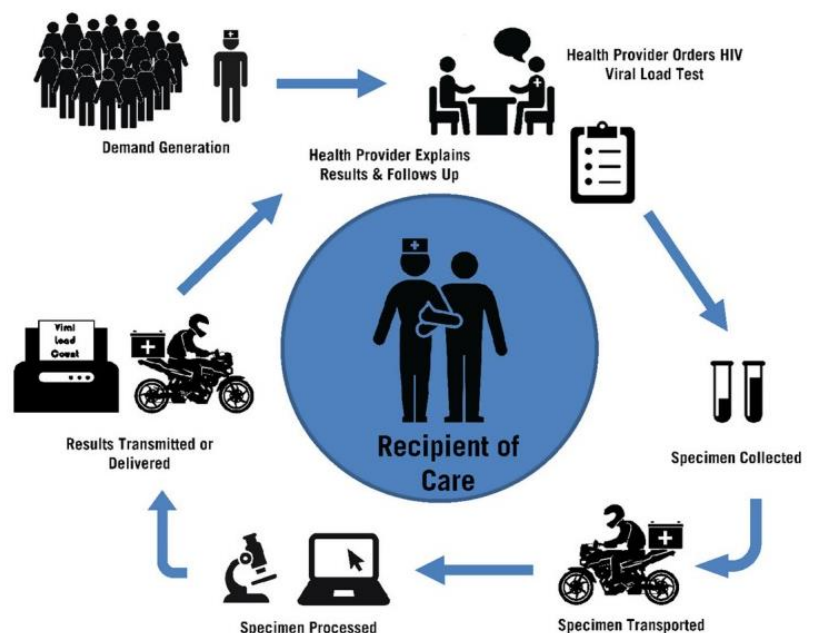 Demand Generation
Health Provider Orders HIV
Viral Load Test
Health Provider Explains
Results & Follows Up
Specimen Collected
Specimen Transported
Specimen Processed
Viral
Load
Count
Results Transmitted or
Delivered
Recipient of
Care